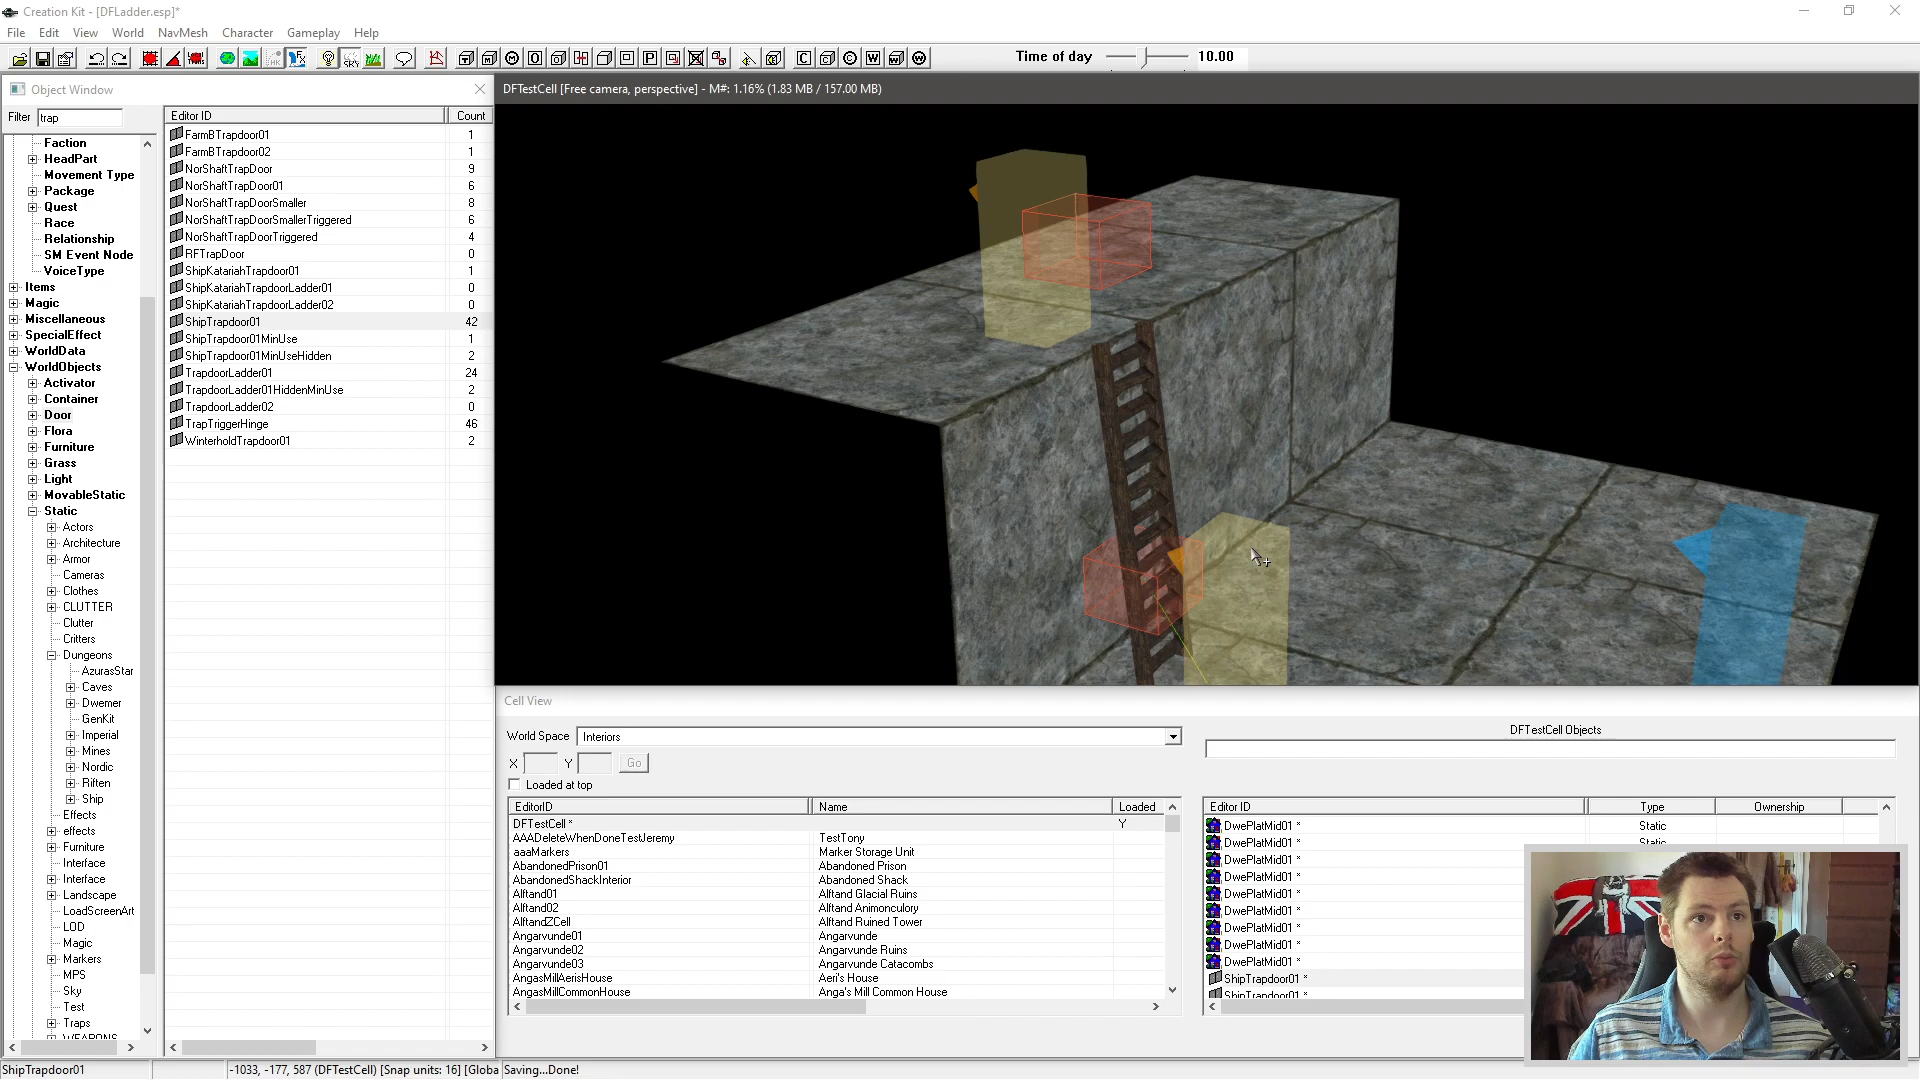 Creation Kit - [DFLadder.esp]*
File Edit View World NavMesh Character Gameplay Help
Time of day 10.00
Object Window
Filter trap
Faction
HeadPart
Movement Type
Package
Quest
Race
Relationship
SM Event Node
VoiceType
Items
Magic
Miscellaneous
SpecialEffect
WorldData
WorldObjects
Activator
Container
Door
Flora
Furniture
Grass
Light
MovableStatic
Static
Actors
Architecture
Armor
Cameras
Clothes
CLUTTER
Clutter
Critters
Dungeons
AzurasStar
Caves
Dwemer
GenKit
Imperial
Mines
Nordic
Riften
Ship
Effects
effects
Furniture
Interface
Interface
Landscape
LoadScreenArt
LOD
Magic
Markers
MPS
Sky
Test
Traps
WEAPONS
Editor ID Count
FarmBTrapdoor01 1
FarmBTrapdoor02 1
NorShaftTrapDoor 9
NorShaftTrapDoor01 6
NorShaftTrapDoorSmaller 8
NorShaftTrapDoorSmallerTriggered 6
NorShaftTrapDoorTriggered 4
RFTrapDoor 0
ShipKatariahTrapdoor01 1
ShipKatariahTrapdoorLadder01 0
ShipKatariahTrapdoorLadder02 0
ShipTrapdoor01 42
ShipTrapdoor01MinUse 1
ShipTrapdoor01MinUseHidden 2
TrapdoorLadder01 24
TrapdoorLadder01HiddenMinUse 2
TrapdoorLadder02 0
TrapTriggerHinge 46
WinterholdTrapdoor01 2
DFTestCell [Free camera, perspective] - M#: 1.16% (1.83 MB / 157.00 MB)
Cell View
World Space Interiors
X Y Go
Loaded at top
EditorID Name Loaded
DFTestCell * Y
AAADeleteWhenDoneTestJeremy TestTony
aaaMarkers Marker Storage Unit
AbandonedPrison01 Abandoned Prison
AbandonedShackInterior Abandoned Shack
Alftand01 Alftand Glacial Ruins
Alftand02 Alftand Animonculory
AlftandZCell Alftand Ruined Tower
Angarvunde01 Angarvunde
Angarvunde02 Angarvunde Ruins
Angarvunde03 Angarvunde Catacombs
AngasMillAerisHouse Aeri's House
AngasMillCommonHouse Anga's Mill Common House
DFTestCell Objects
Editor ID Type Ownership
DwePlatMid01 * Static
DwePlatMid01 * Static
DwePlatMid01 *
DwePlatMid01 *
DwePlatMid01 *
DwePlatMid01 *
DwePlatMid01 *
DwePlatMid01 *
DwePlatMid01 *
ShipTrapdoor01 *
ShipTrapdoor01 *
ShipTrapdoor01 -1033, -177, 587 (DFTestCell) [Snap units: 16] [Globa Saving...Done!